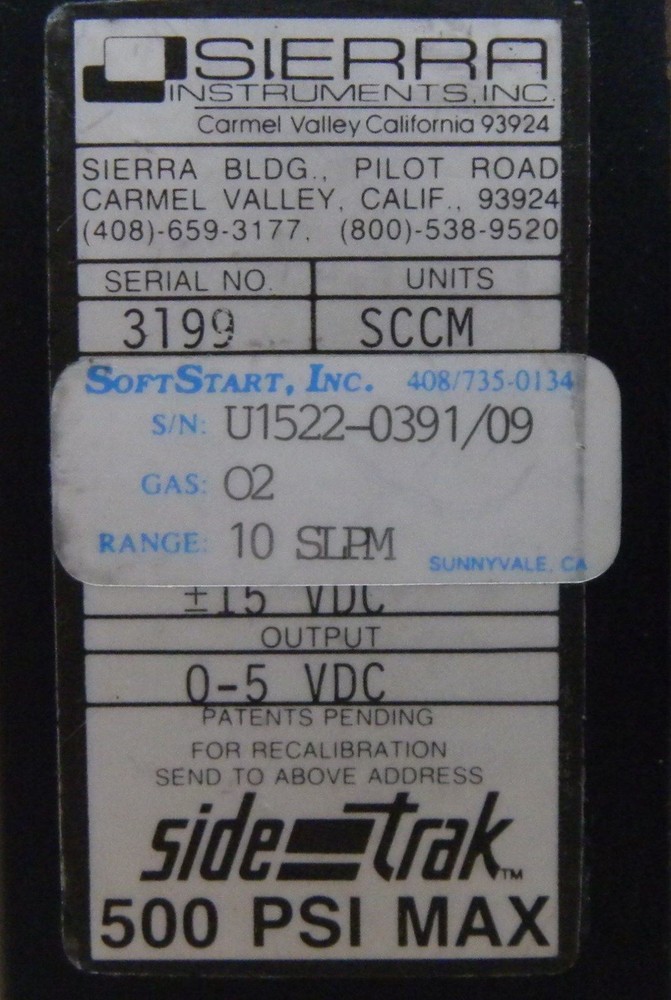 SIERRA
INSTRUMENTS, INC.
Carmel Valley California 93924
SIERRA BLDG., PILOT ROAD
CARMEL VALLEY, CALIF., 93924
(408)-659-3177, (800)-538-9520
SERIAL NO. UNITS
3199 SCCM
SOFTSTART, INC. 408/735-0134
S/N: U1522-0391/09
GAS: O2
RANGE: 10 SLPM
SUNNYVALE, CA
±15 VDC
OUTPUT
0-5 VDC
PATENTS PENDING
FOR RECALIBRATION
SEND TO ABOVE ADDRESS
side-trak™
500 PSI MAX